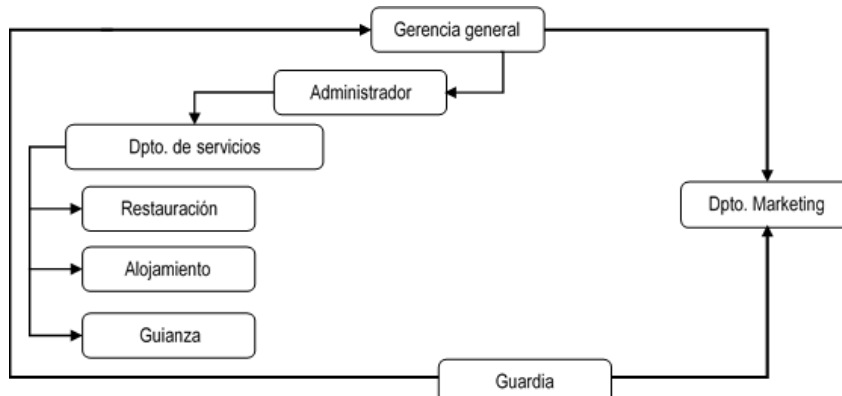 Gerencia general
Administrador
Dpto. de servicios
Restauración
Dpto. Marketing
Alojamiento
Guianza
Guardia